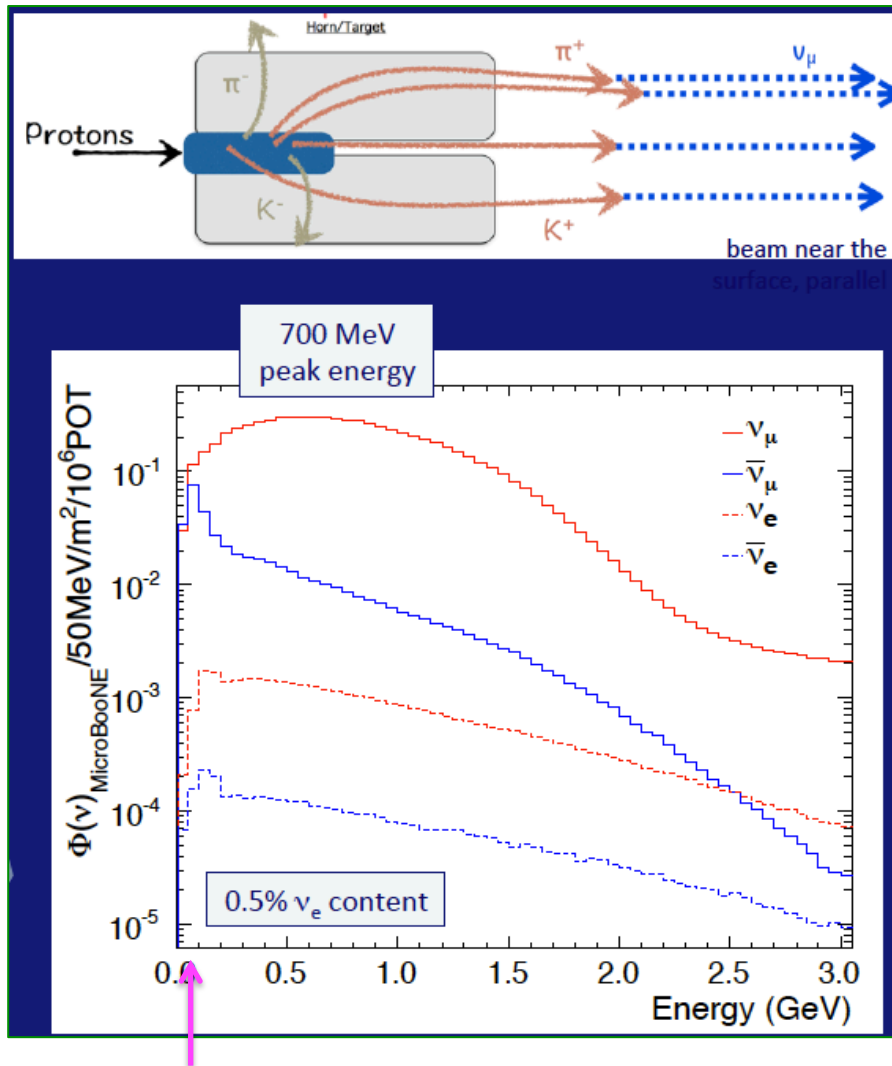 Horn/Target
π⁻
π⁺
ν_μ
Protons
K⁻
K⁺
beam near the
surface, parallel
700 MeV
peak energy
Φ(ν)_MicroBooNE/50MeV/m²/10⁶POT
10⁻¹
10⁻²
10⁻³
10⁻⁴
10⁻⁵
ν_μ
ν̅_μ
ν_e
ν̅_e
0.5% ν_e content
0.5 1.0 1.5 2.0 2.5 3.0
Energy (GeV)